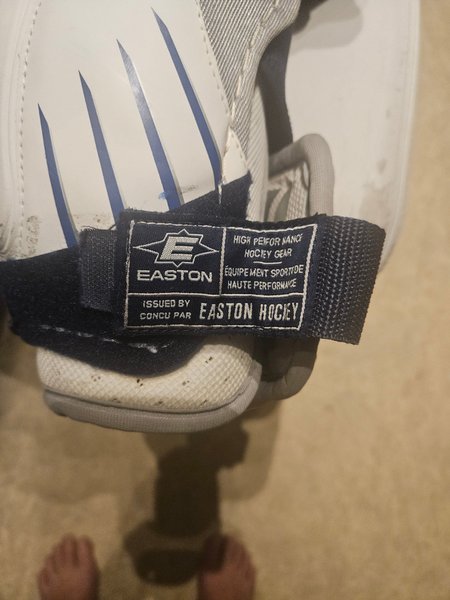 E
EASTON
HIGH PERFORMANCE
HOCKEY GEAR
ÉQUIPEMENT SPORTIF DE
HAUTE PERFORMANCE
ISSUED BY
CONCU PAR
EASTON HOCKEY